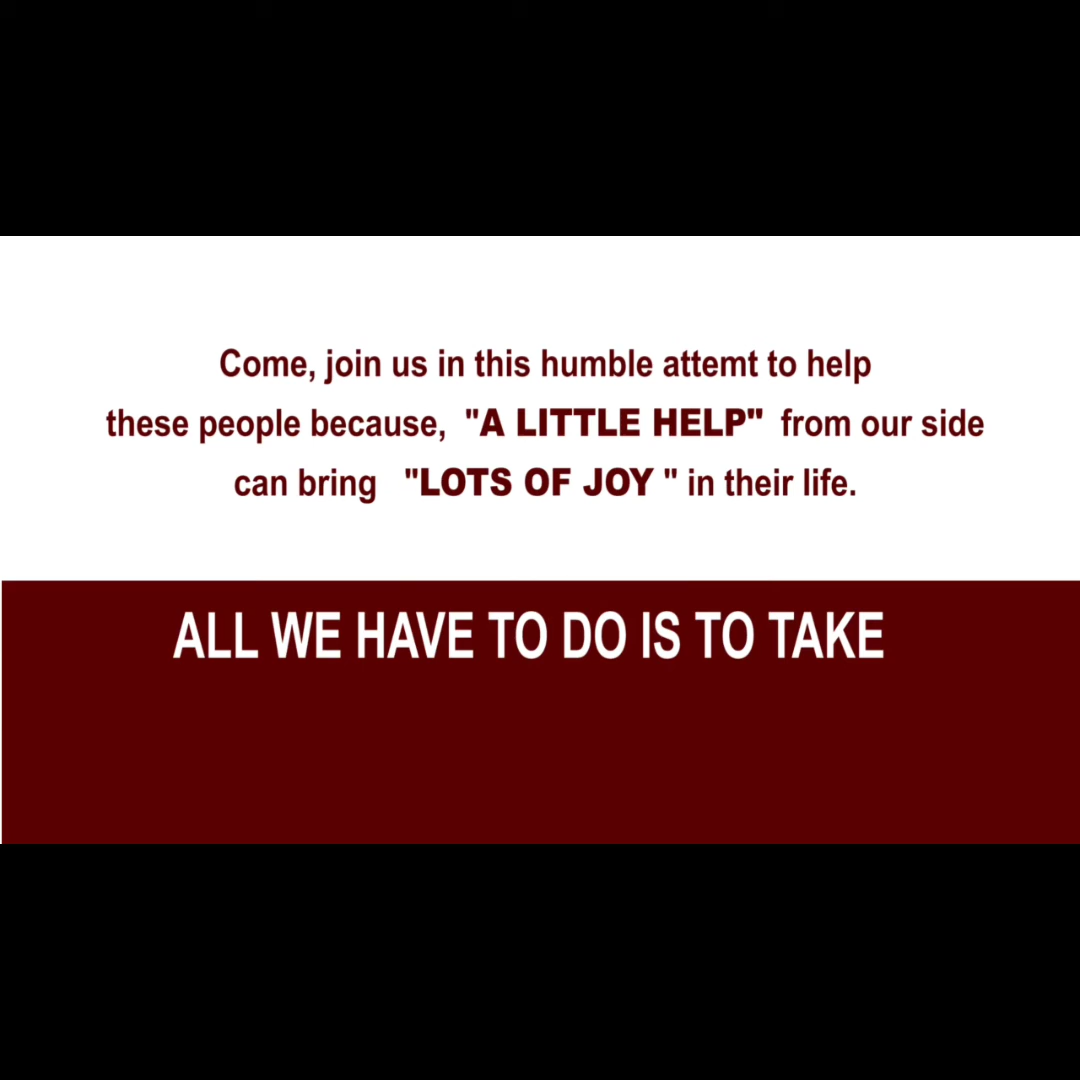 Come, join us in this humble attemt to help
these people because, "A LITTLE HELP" from our side
can bring "LOTS OF JOY " in their life.
ALL WE HAVE TO DO IS TO TAKE